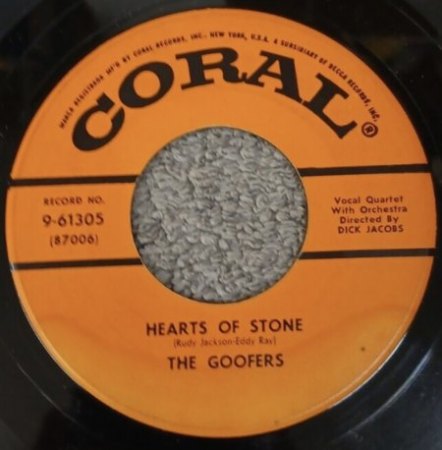 MARCA REGISTRADA MF'D BY CORAL RECORDS, INC., NEW YORK, U.S.A. A SUBSIDIARY OF DECCA RECORDS, INC.
CORAL®
RECORD NO.
9-61305
(87006)
Vocal Quartet
With Orchestra
Directed By
DICK JACOBS
HEARTS OF STONE
(Rudy Jackson-Eddy Ray)
THE GOOFERS